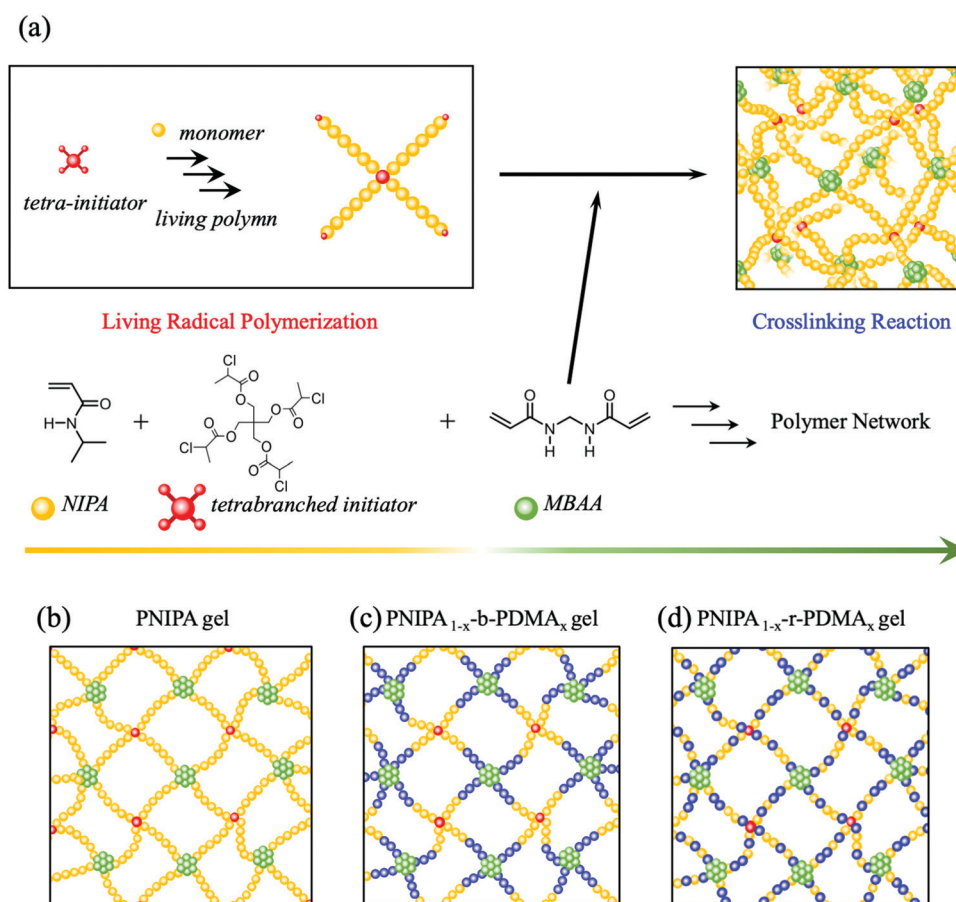 (a)
monomer
tetra-initiator
living polymn
Living Radical Polymerization
Crosslinking Reaction
Cl
O
O
O
Cl
O
H-N
+
O
O
Cl
O
O
Cl
+
O
O
N
N
H
H
Polymer Network
NIPA
tetrabranched initiator
MBAA
(b)
PNIPA gel
(c) PNIPA1-x-b-PDMAx gel
(d) PNIPA1-x-r-PDMAx gel